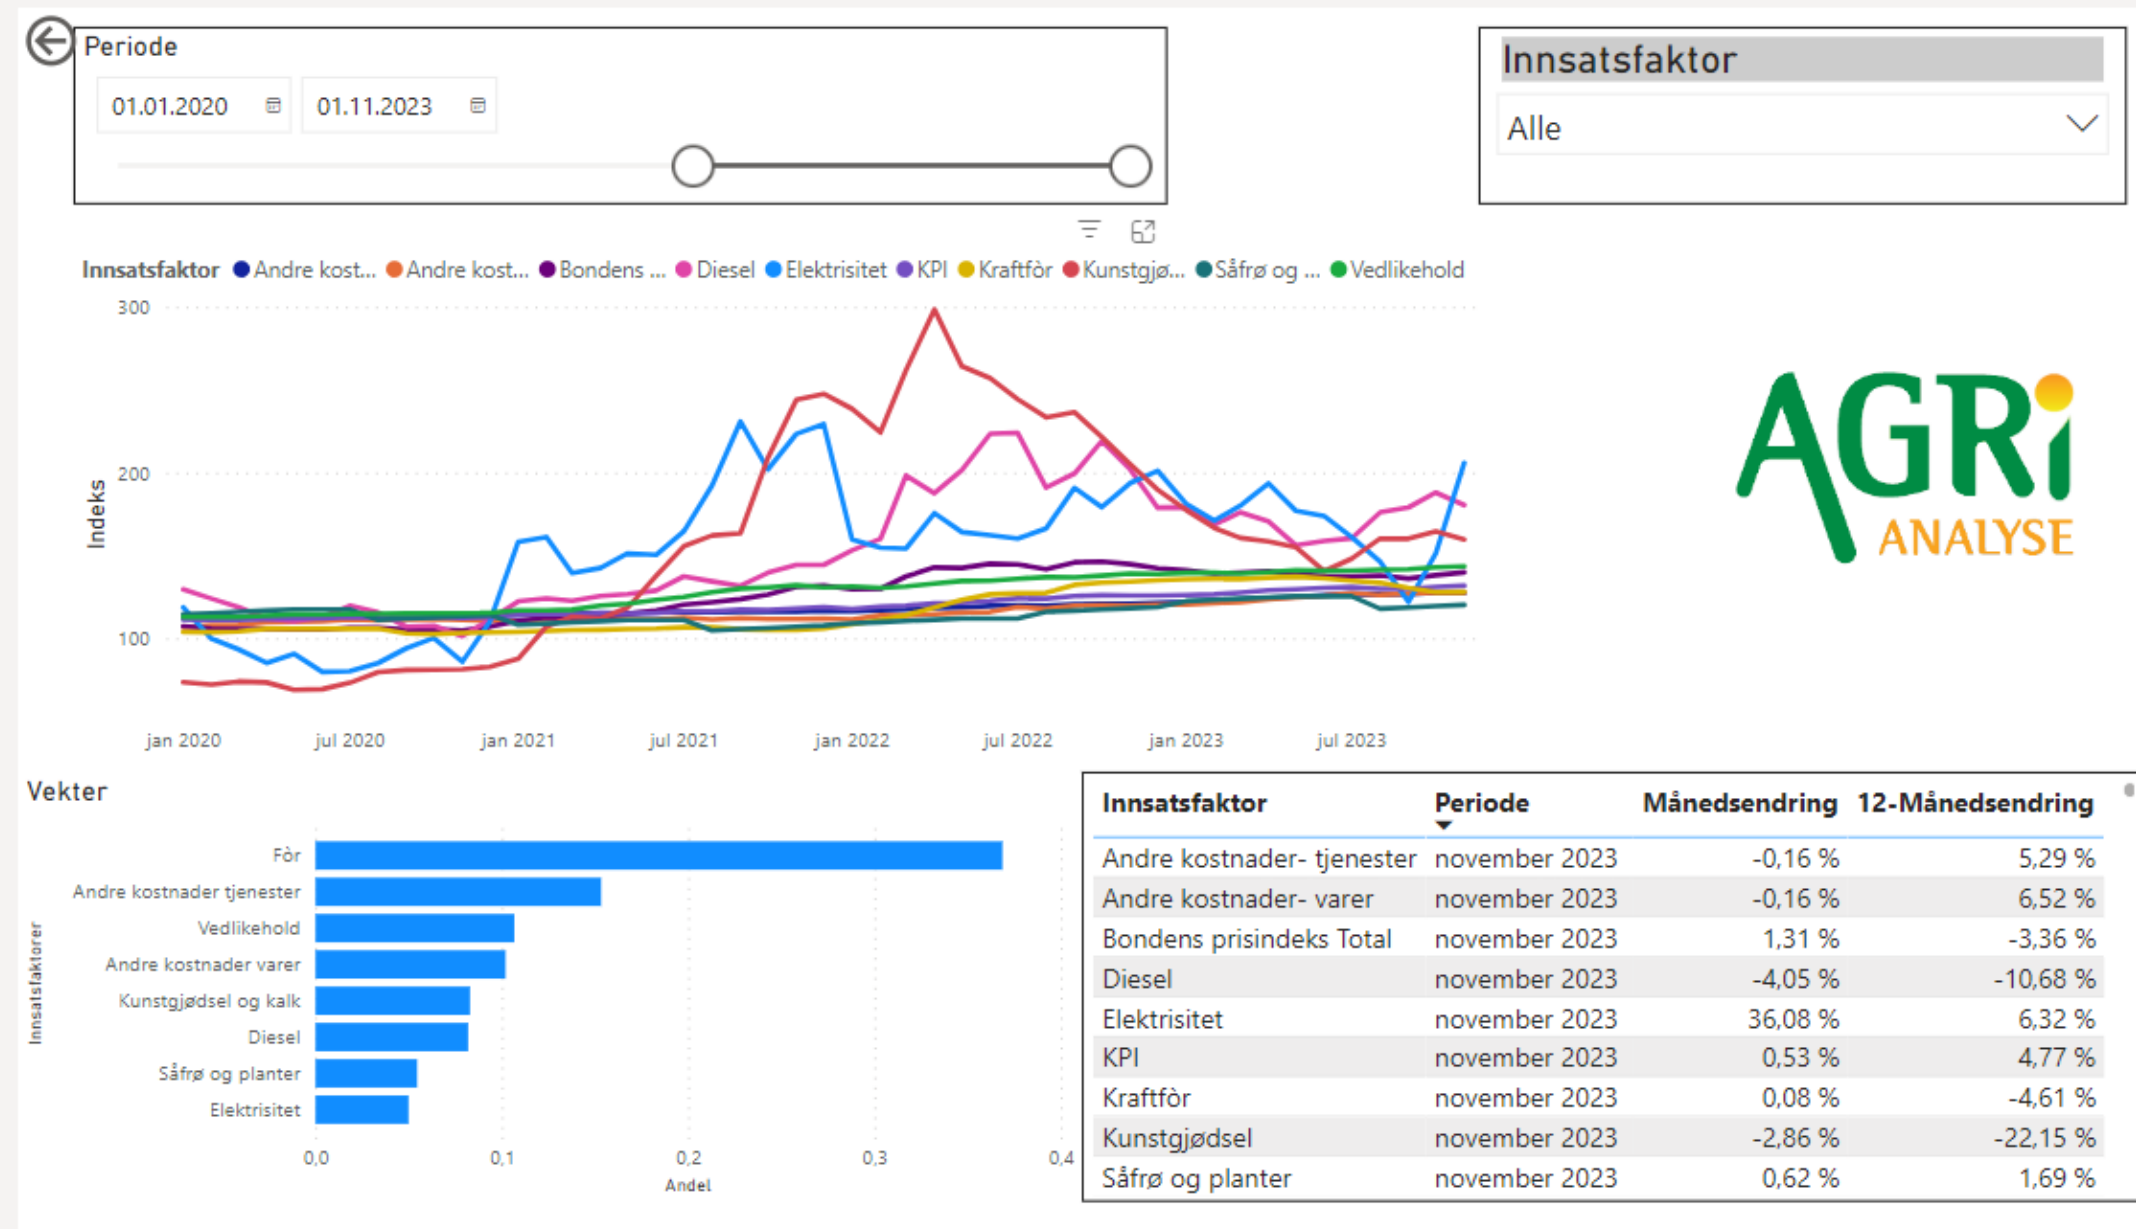 Periode
01.01.2020 01.11.2023
Innsatsfaktor
Alle
Innsatsfaktor Andre kost... Andre kost... Bondens ... Diesel Elektrisitet KPI Kraftfòr Kunstgjø... Såfrø og ... Vedlikehold
300
200
100
Indeks
jan 2020 jul 2020 jan 2021 jul 2021 jan 2022 jul 2022 jan 2023 jul 2023
AGRi
ANALYSE
Vekter
Innsatsfaktorer
Fòr
Andre kostnader tjenester
Vedlikehold
Andre kostnader varer
Kunstgjødsel og kalk
Diesel
Såfrø og planter
Elektrisitet
0,0 0,1 0,2 0,3 0,4
Andel
Innsatsfaktor Periode Månedsendring 12-Månedsendring
Andre kostnader- tjenester november 2023 -0,16 % 5,29 %
Andre kostnader- varer november 2023 -0,16 % 6,52 %
Bondens prisindeks Total november 2023 1,31 % -3,36 %
Diesel november 2023 -4,05 % -10,68 %
Elektrisitet november 2023 36,08 % 6,32 %
KPI november 2023 0,53 % 4,77 %
Kraftfòr november 2023 0,08 % -4,61 %
Kunstgjødsel november 2023 -2,86 % -22,15 %
Såfrø og planter november 2023 0,62 % 1,69 %